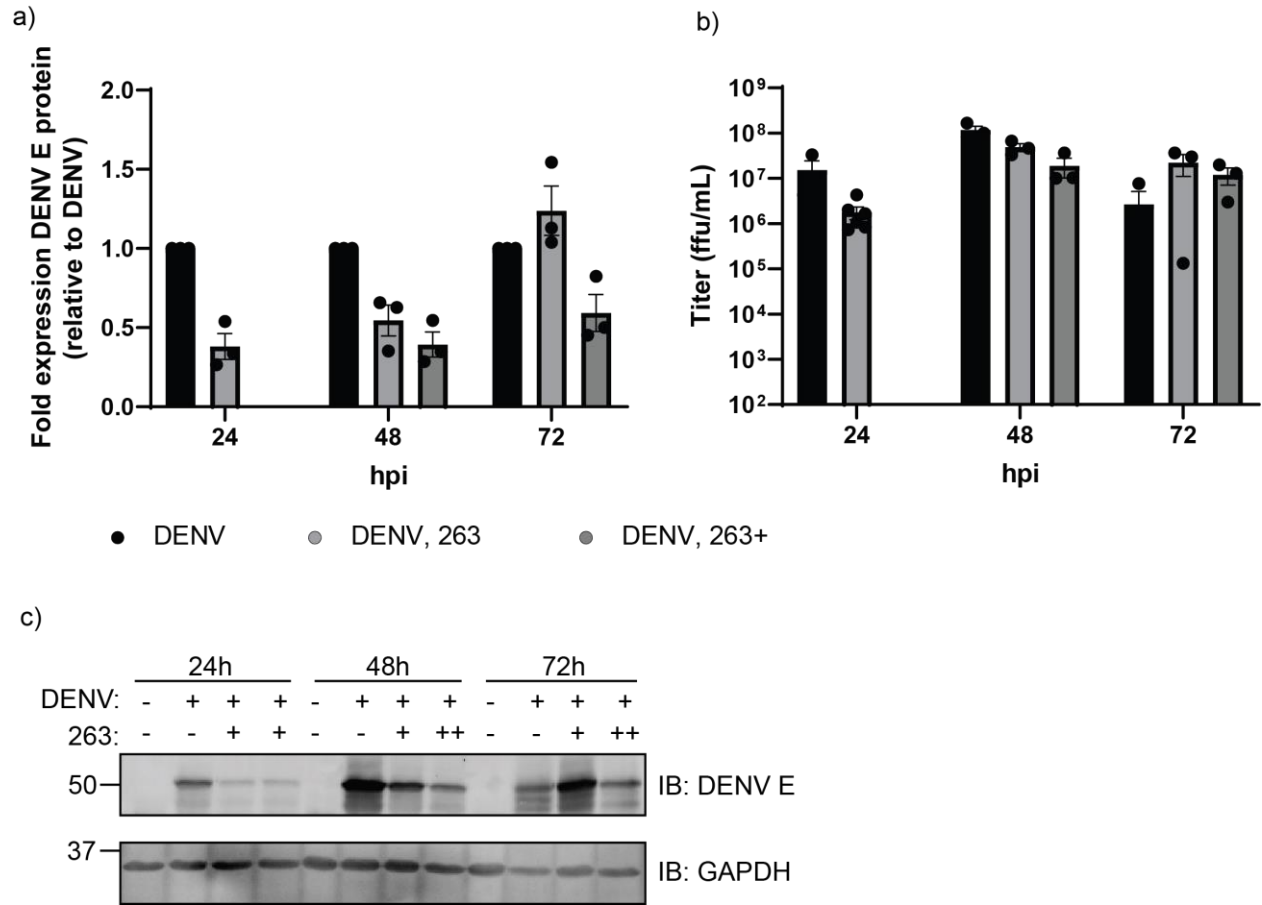 a)
Fold expression DENV E protein
(relative to DENV)
2.0
1.5
1.0
0.5
0.0
24 48 72
hpi
b)
Titer (ffu/mL)
10⁹
10⁸
10⁷
10⁶
10⁵
10⁴
10³
10²
24 48 72
hpi
DENV DENV, 263 DENV, 263+
c)
24h 48h 72h
DENV: - + + + - + + + - + + +
263: - - + + - - + ++ - - + ++
50 IB: DENV E
37
IB: GAPDH